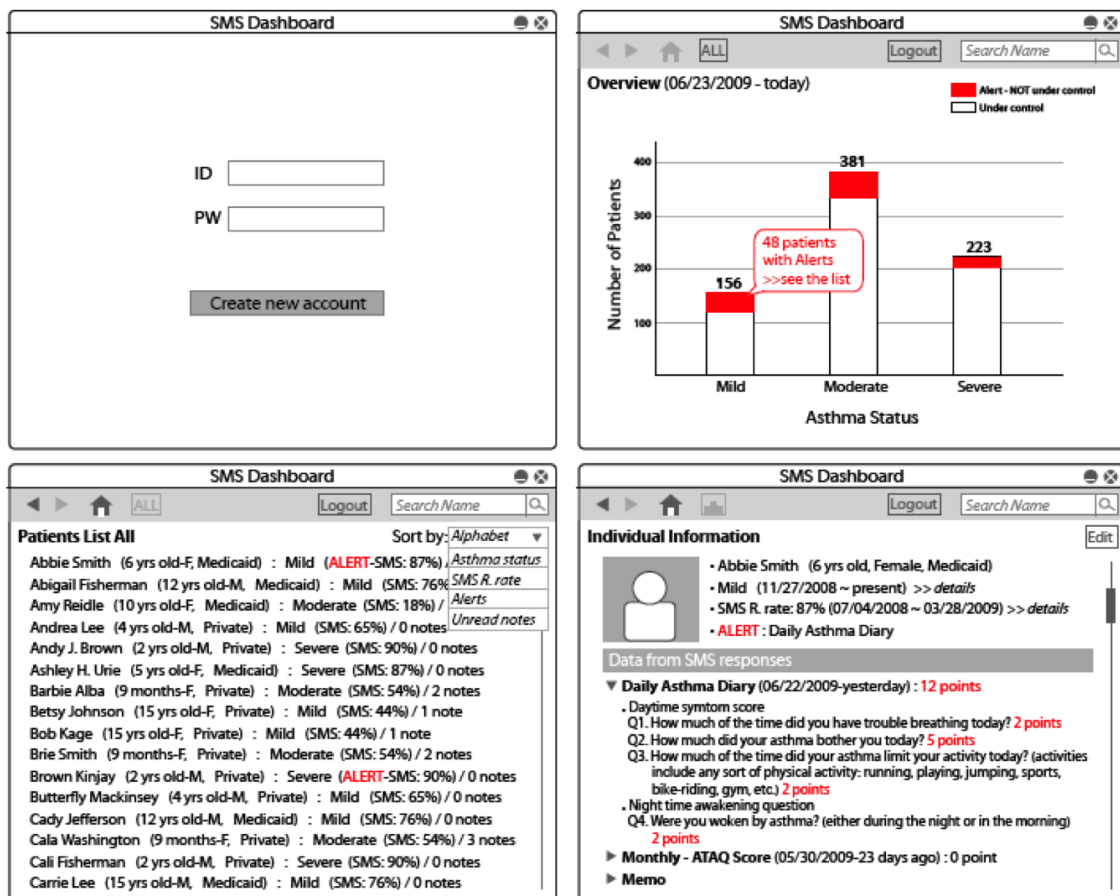 SMS Dashboard
ID
PW
Create new account
SMS Dashboard
ALL
Logout
Search Name
Overview (06/23/2009 - today)
Alert - NOT under control
Under control
Number of Patients
400
300
200
100
156
381
223
48 patients
with Alerts
>>see the list
Mild
Moderate
Severe
Asthma Status
SMS Dashboard
ALL
Logout
Search Name
Patients List All
Sort by:
Alphabet
Asthma status
SMS R. rate
Alerts
Unread notes
Abbie Smith (6 yrs old-F, Medicaid) : Mild (ALERT-SMS: 87%) /
Abigail Fisherman (12 yrs old-M, Medicaid) : Mild (SMS: 76%
Amy Reidle (10 yrs old-F, Medicaid) : Moderate (SMS: 18%) /
Andrea Lee (4 yrs old-M, Private) : Mild (SMS: 65%) / 0 notes
Andy J. Brown (2 yrs old-M, Private) : Severe (SMS: 90%) / 0 notes
Ashley H. Urie (5 yrs old-F, Medicaid) : Severe (SMS: 87%) / 0 notes
Barbie Alba (9 months-F, Private) : Moderate (SMS: 54%) / 2 notes
Betsy Johnson (15 yrs old-F, Medicaid) : Mild (SMS: 44%) / 1 note
Bob Kage (15 yrs old-F, Private) : Mild (SMS: 44%) / 1 note
Brie Smith (9 months-F, Private) : Moderate (SMS: 54%) / 2 notes
Brown Kinjay (2 yrs old-M, Private) : Severe (ALERT-SMS: 90%) / 0 notes
Butterfly Mackinsey (4 yrs old-M, Private) : Mild (SMS: 65%) / 0 notes
Cady Jefferson (12 yrs old-M, Medicaid) : Mild (SMS: 76%) / 0 notes
Cala Washington (9 months-F, Private) : Moderate (SMS: 54%) / 3 notes
Cali Fisherman (2 yrs old-M, Private) : Severe (SMS: 90%) / 0 notes
Carrie Lee (15 yrs old-F, Medicaid) : Mild (SMS: 76%) / 0 notes
SMS Dashboard
Logout
Search Name
Individual Information
Edit
• Abbie Smith (6 yrs old, Female, Medicaid)
• Mild (11/27/2008 ~ present) >> details
• SMS R. rate: 87% (07/04/2008 ~ 03/28/2009) >> details
• ALERT : Daily Asthma Diary
Data from SMS responses
Daily Asthma Diary (06/22/2009-yesterday) : 12 points
. Daytime symtom score
Q1. How much of the time did you have trouble breathing today? 2 points
Q2. How much did your asthma bother you today? 5 points
Q3. How much of the time did your asthma limit your activity today? (activities
include any sort of physical activity: running, playing, jumping, sports,
bike-riding, gym, etc.) 2 points
. Night time awakening question
Q4. Were you woken by asthma? (either during the night or in the morning)
2 points
Monthly - ATAQ Score (05/30/2009-23 days ago) : 0 point
Memo